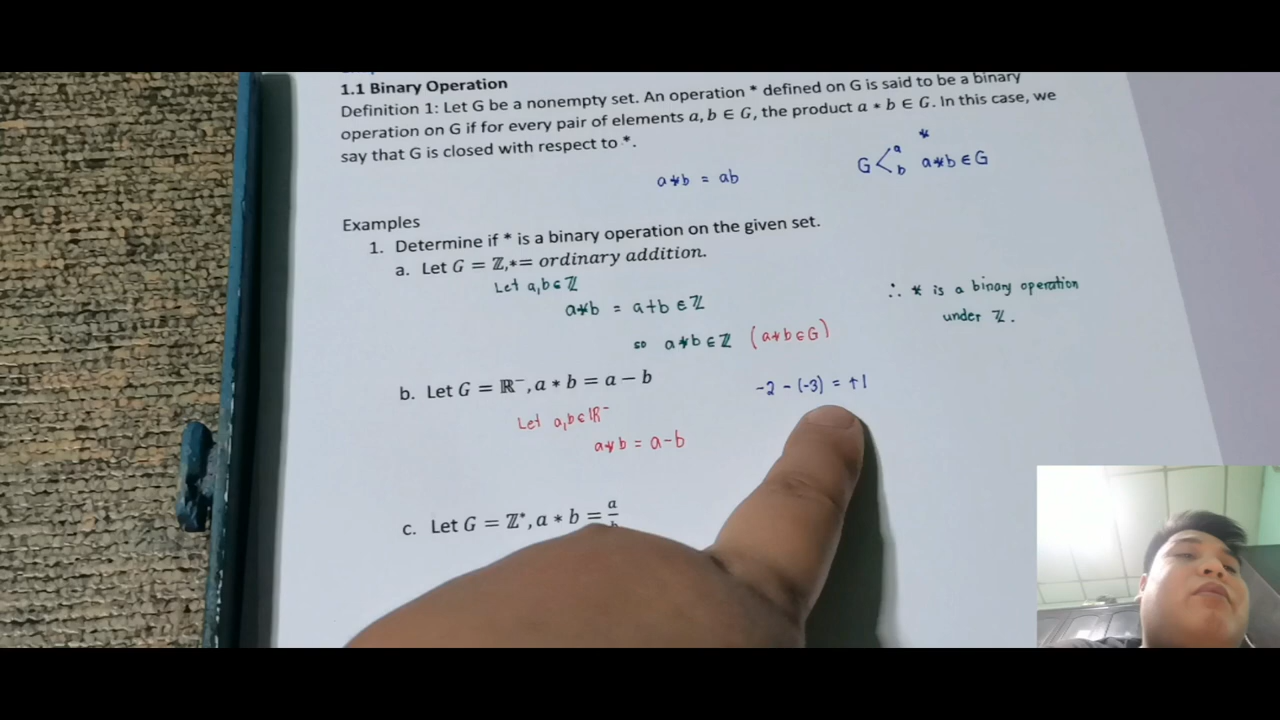 1.1 Binary Operation
Definition 1: Let G be a nonempty set. An operation * defined on G is said to be a binary
operation on G if for every pair of elements a, b ∈ G, the product a * b ∈ G. In this case, we
say that G is closed with respect to *.
a*b = ab
*
G < a b a*b ∈ G
Examples
1. Determine if * is a binary operation on the given set.
a. Let G = ℤ,*= ordinary addition.
Let a,b ∈ ℤ
a*b = a+b ∈ ℤ
so a*b ∈ ℤ (a*b ∈ G)
∴ * is a binary operation
under ℤ.
b. Let G = ℝ⁻, a * b = a − b
-2 - (-3) = +1
Let a,b ∈ ℝ⁻
a*b = a-b
c. Let G = ℤ*, a * b = a